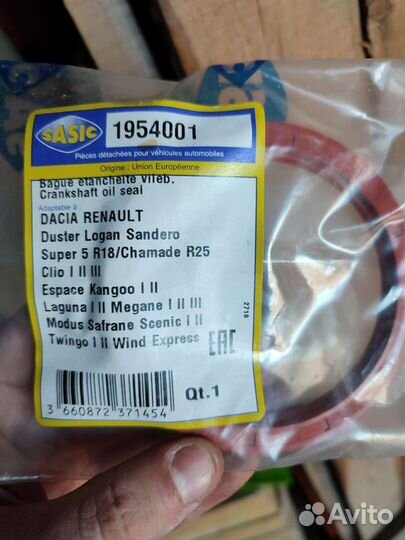 SASIC
1954001
Pièces détachées pour véhicules automobiles
Origine : Union Européenne
Bague etancheite vileb.
Crankshaft oil seal
Adaptable à :
DACIA RENAULT
Duster Logan Sandero
Super 5 R18/Chamade R25
Clio I II III
Espace Kangoo I II
Laguna I II Megane I II III
Modus Safrane Scenic I II
Twingo I II Wind Express
EAC
2718
3 660872 371454
Qt.1
Avito